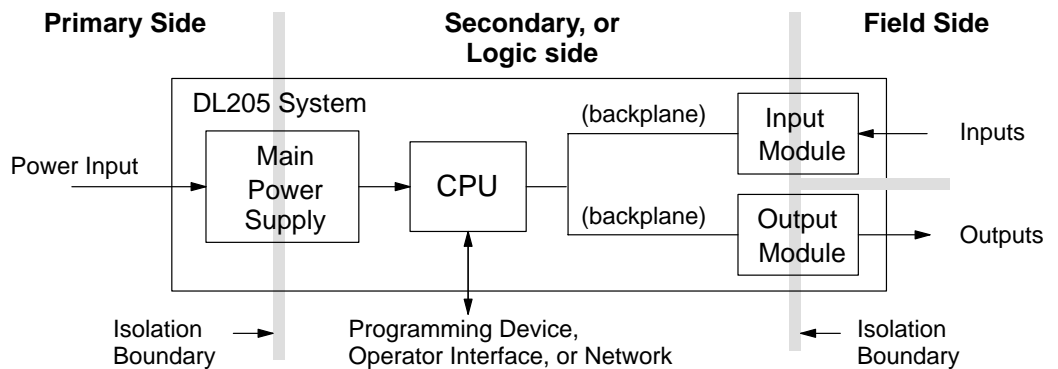 Primary Side
Secondary, or
Logic side
Field Side
DL205 System
Power Input
Main
Power
Supply
CPU
(backplane)
(backplane)
Input
Module
Inputs
Output
Module
Outputs
Isolation
Boundary
Programming Device,
Operator Interface, or Network
Isolation
Boundary